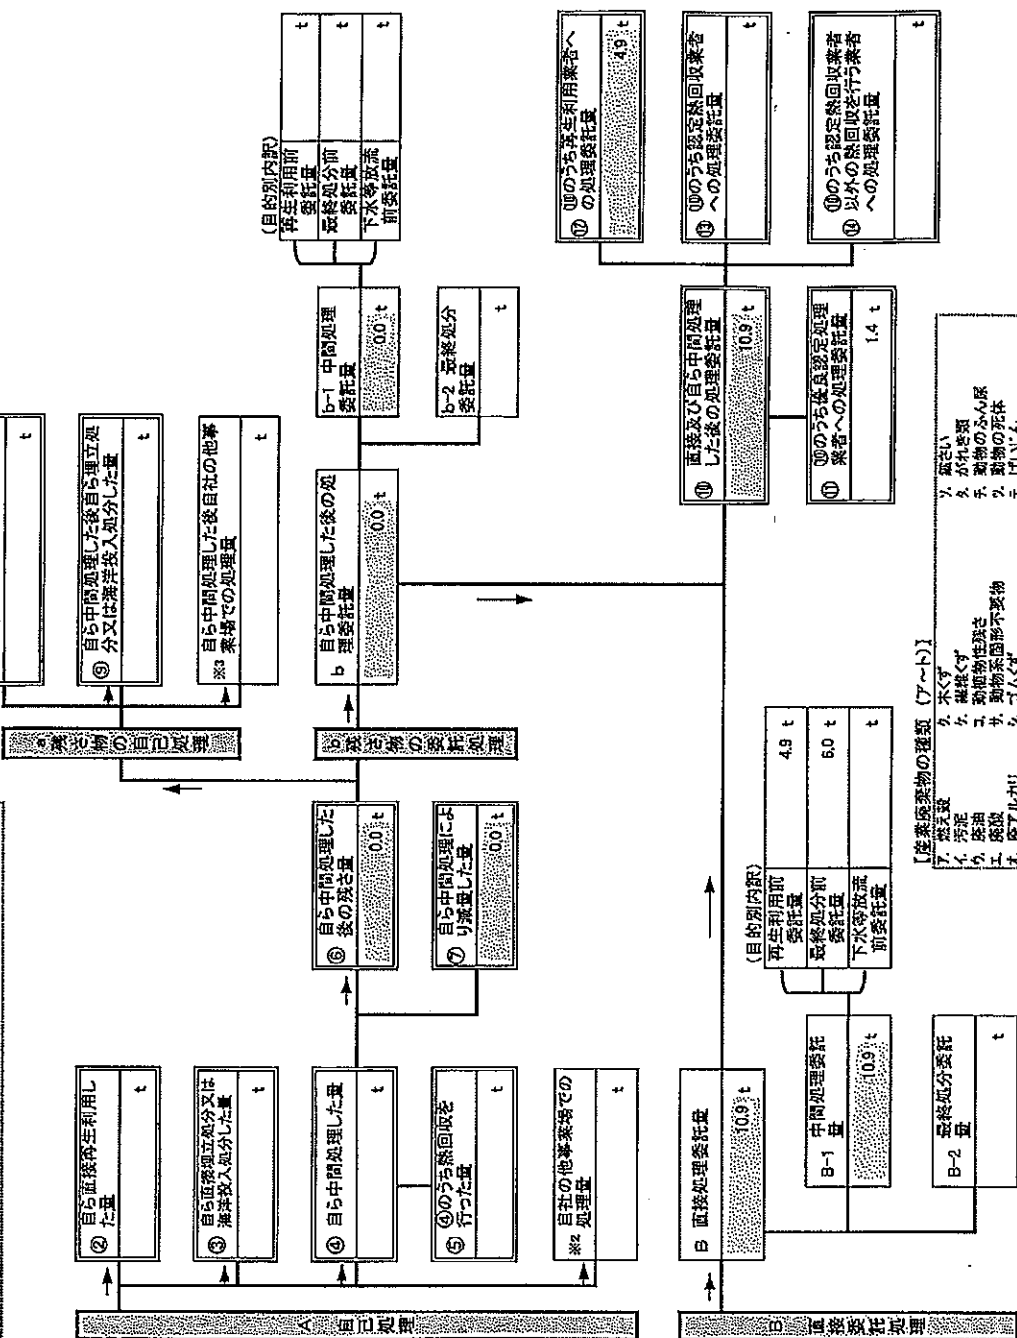 A 自己処理
② 自ら直接再生利用し
た量
t
③ 自ら直接埋立処分又は
海洋投入処分した量
t
④ 自ら中間処理した量
t
⑤ ④のうち熱回収を
行った量
t
※2 自社の他事業場での
処理量
t
⑥ 自ら中間処理した
後の残さ量
0.0 t
⑦ 自ら中間処理によ
り減量した量
0.0 t
a 残さ物の自己処理
t
⑨ 自ら中間処理した後自ら埋立処
分又は海洋投入処分した量
t
※3 自ら中間処理した後自社の他事
業場での処理量
t
b 残さ物の委託処理
b 自ら中間処理した後の処
理委託量
0.0 t
b-1 中間処理
委託量
0.0 t
b-2 最終処分
委託量
t
(目的別内訳)
再生利用前
委託量
t
最終処分前
委託量
t
下水等放流
前委託量
t
B 直接委託処理
B 直接処理委託量
10.9 t
B-1 中間処理委託
量
10.9 t
B-2 最終処分委託
量
t
(目的別内訳)
再生利用前
委託量
4.9 t
最終処分前
委託量
6.0 t
下水等放流
前委託量
t
⑩ 直接及び自ら中間処理
した後の処理委託量
10.9 t
⑪ ⑩のうち優良認定処理
業者への処理委託量
1.4 t
⑫ ⑩のうち再生利用業者へ
の処理委託量
4.9 t
⑬ ⑩のうち認定熱回収業者
への処理委託量
t
⑭ ⑩のうち認定熱回収業者
以外の熱回収を行う業者
への処理委託量
t
【産業廃棄物の種類 (ア～ト)】
ア. 燃え殻
イ. 汚泥
ウ. 廃油
エ. 廃酸
オ. 廃アルカリ
ク. 木くず
ケ. 繊維くず
コ. 動植物性残さ
サ. 動物系固形不要物
シ. ゴムくず
ソ. 鉱さい
タ. がれき類
チ. 動物のふん尿
ツ. 動物の死体
テ. ばいじん